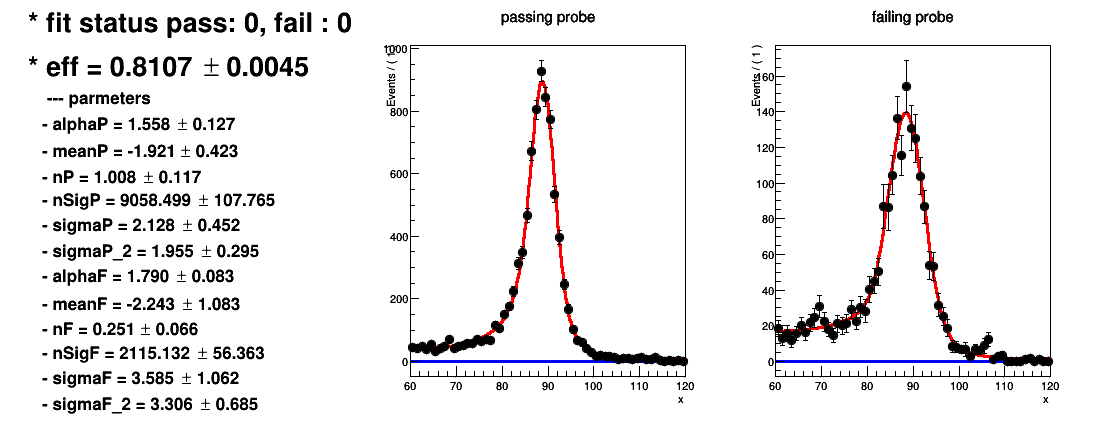 * fit status pass: 0, fail : 0
* eff = 0.8107 ± 0.0045
--- parmeters
- alphaP = 1.558 ± 0.127
- meanP = -1.921 ± 0.423
- nP = 1.008 ± 0.117
- nSigP = 9058.499 ± 107.765
- sigmaP = 2.128 ± 0.452
- sigmaP_2 = 1.955 ± 0.295
- alphaF = 1.790 ± 0.083
- meanF = -2.243 ± 1.083
- nF = 0.251 ± 0.066
- nSigF = 2115.132 ± 56.363
- sigmaF = 3.585 ± 1.062
- sigmaF_2 = 3.306 ± 0.685
passing probe
Events / ( 1 )
1000
800
600
400
200
0
60 70 80 90 100 110 120
x
failing probe
Events / ( 1 )
160
140
120
100
80
60
40
20
0
60 70 80 90 100 110 120
x